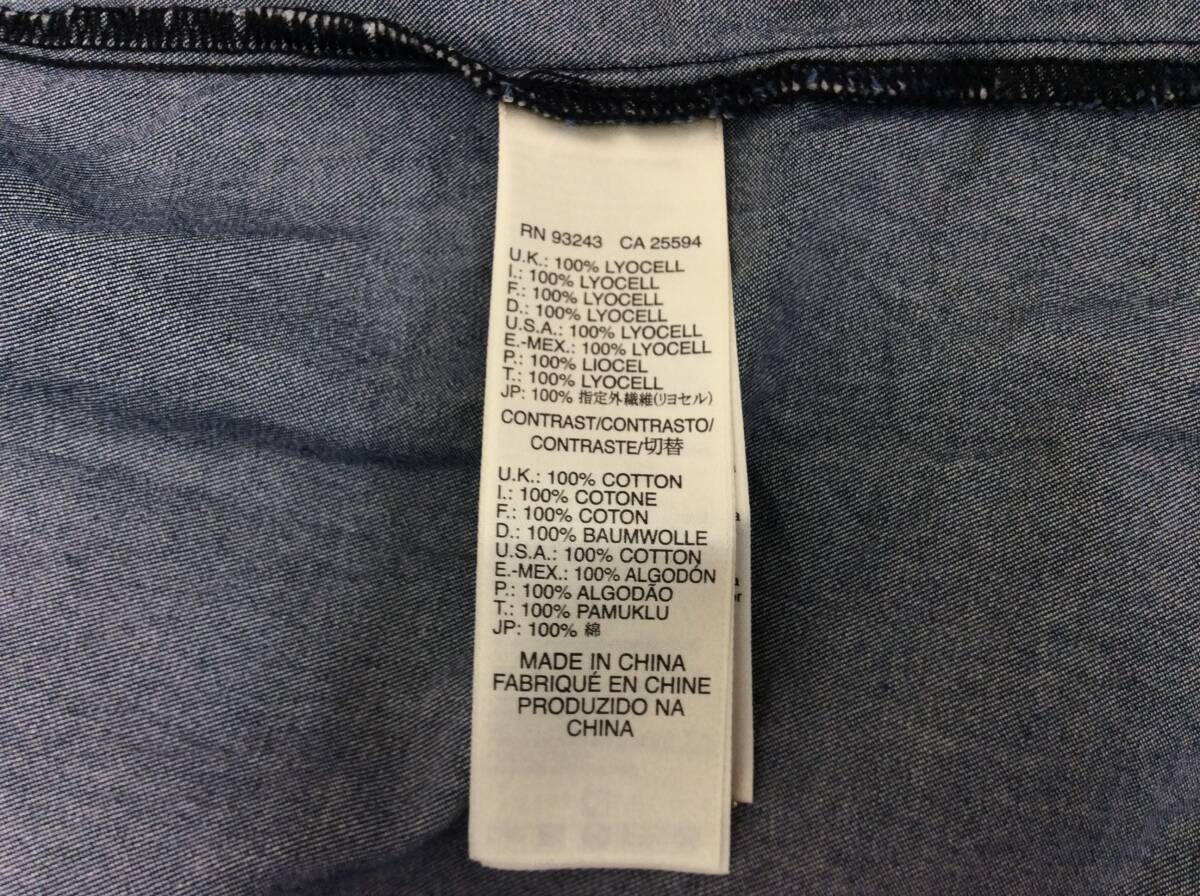 RN 93243 CA 25594
U.K.: 100% LYOCELL
I.: 100% LYOCELL
F.: 100% LYOCELL
D.: 100% LYOCELL
U.S.A.: 100% LYOCELL
E.-MEX.: 100% LYOCELL
P.: 100% LIOCEL
T.: 100% LYOCELL
JP: 100% 指定外繊維(リヨセル)
CONTRAST/CONTRASTO/
CONTRASTE/切替
U.K.: 100% COTTON
I.: 100% COTONE
F.: 100% COTON
D.: 100% BAUMWOLLE
U.S.A.: 100% COTTON
E.-MEX.: 100% ALGODÓN
P.: 100% ALGODÃO
T.: 100% PAMUKLU
JP: 100% 綿
MADE IN CHINA
FABRIQUÉ EN CHINE
PRODUZIDO NA
CHINA